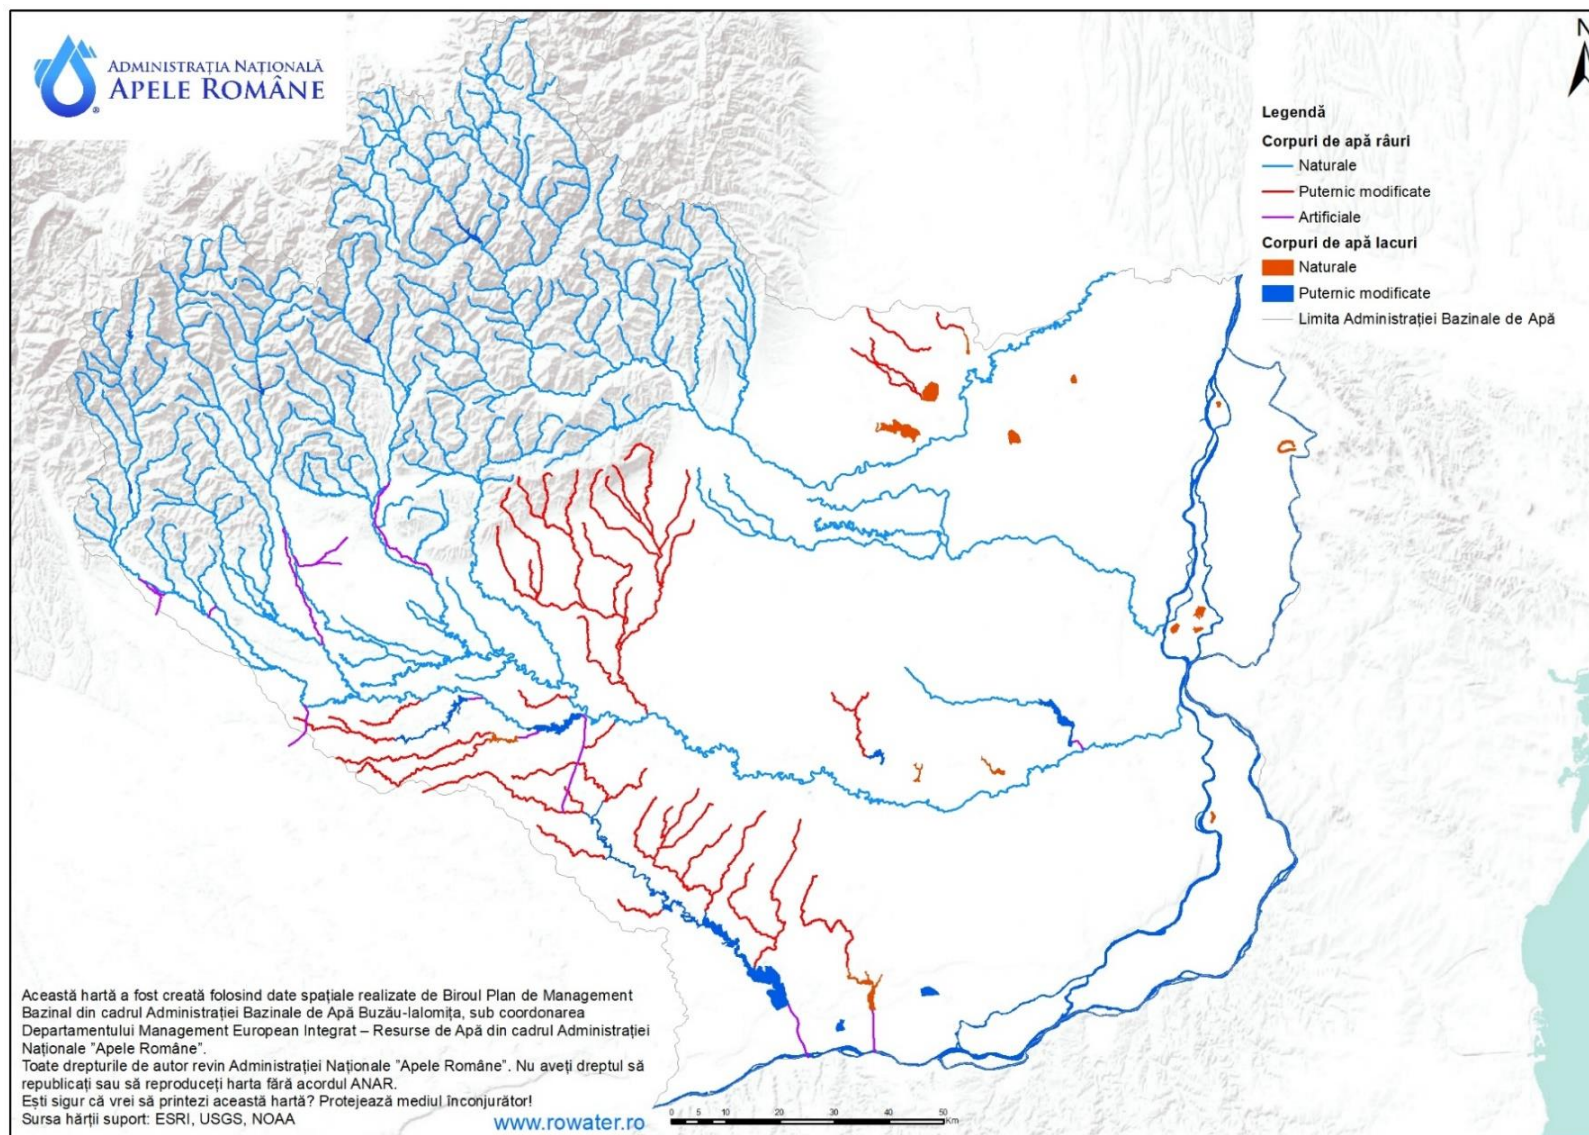 ADMINISTRAȚIA NAȚIONALĂ
APELE ROMÂNE
®
N
Legendă
Corpuri de apă râuri
Naturale
Puternic modificate
Artificiale
Corpuri de apă lacuri
Naturale
Puternic modificate
Limita Administrației Bazinale de Apă
Această hartă a fost creată folosind date spațiale realizate de Biroul Plan de Management
Bazinal din cadrul Administrației Bazinale de Apă Buzău-Ialomița, sub coordonarea
Departamentului Management European Integrat – Resurse de Apă din cadrul Administrației
Naționale "Apele Române".
Toate drepturile de autor revin Administrației Naționale "Apele Române". Nu aveți dreptul să
republicați sau să reproduceți harta fără acordul ANAR.
Ești sigur că vrei să printezi această hartă? Protejează mediul înconjurător!
Sursa hărții suport: ESRI, USGS, NOAA
www.rowater.ro
0 5 10 20 30 40 50
Km